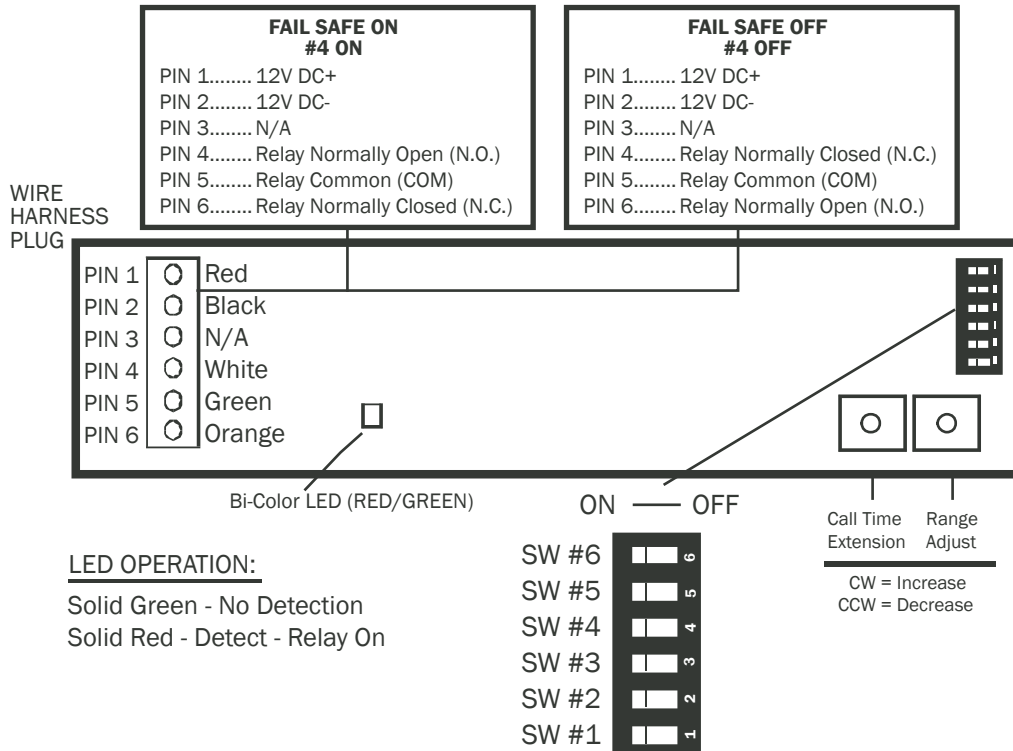 FAIL SAFE ON
#4 ON
PIN 1........ 12V DC+
PIN 2........ 12V DC-
PIN 3........ N/A
PIN 4........ Relay Normally Open (N.O.)
PIN 5........ Relay Common (COM)
PIN 6........ Relay Normally Closed (N.C.)
FAIL SAFE OFF
#4 OFF
PIN 1........ 12V DC+
PIN 2........ 12V DC-
PIN 3........ N/A
PIN 4........ Relay Normally Closed (N.C.)
PIN 5........ Relay Common (COM)
PIN 6........ Relay Normally Open (N.O.)
WIRE
HARNESS
PLUG
PIN 1 Red
PIN 2 Black
PIN 3 N/A
PIN 4 White
PIN 5 Green
PIN 6 Orange
Bi-Color LED (RED/GREEN)
ON — OFF
Call Time
Extension
Range
Adjust
CW = Increase
CCW = Decrease
LED OPERATION:
Solid Green - No Detection
Solid Red - Detect - Relay On
SW #6 6
SW #5 5
SW #4 4
SW #3 3
SW #2 2
SW #1 1